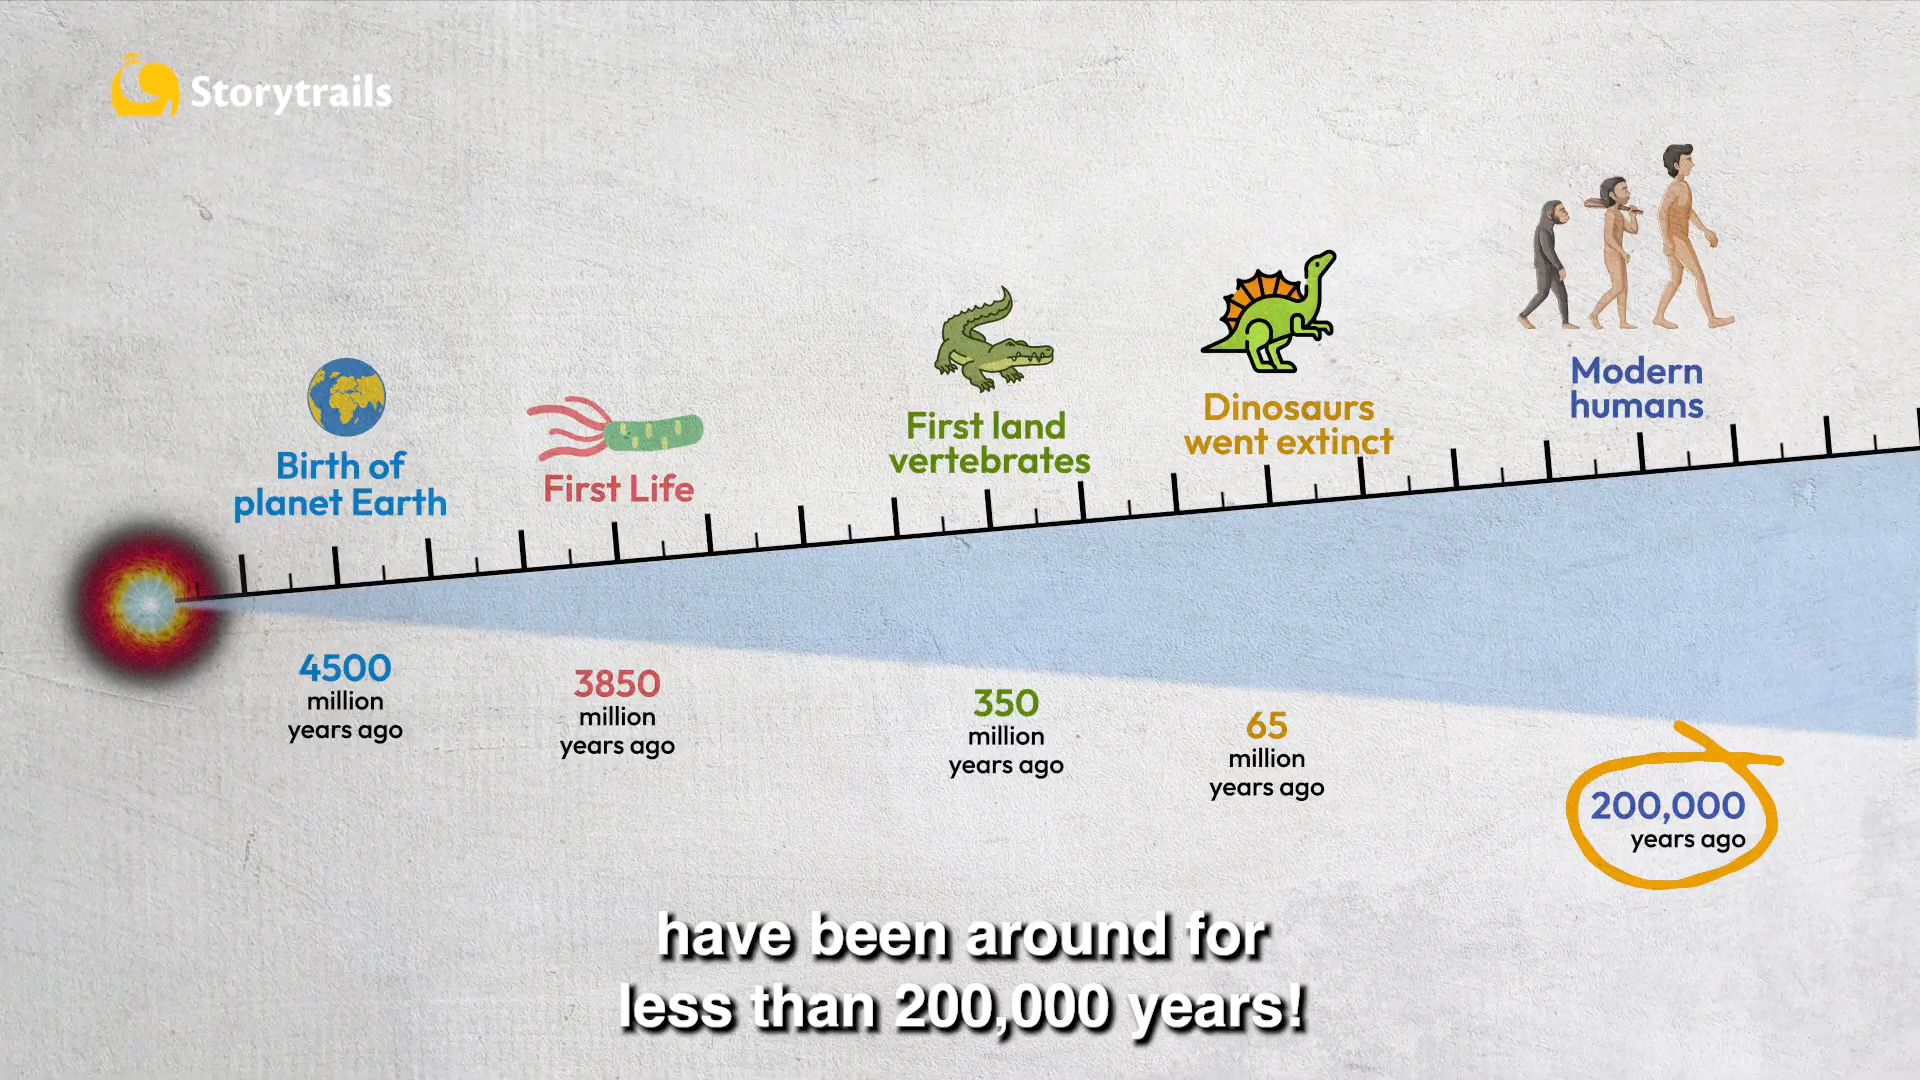 Storytrails
Birth of
planet Earth
4500
million
years ago
First Life
3850
million
years ago
First land
vertebrates
350
million
years ago
Dinosaurs
went extinct
65
million
years ago
Modern
humans
200,000
years ago
have been around for
less than 200,000 years!